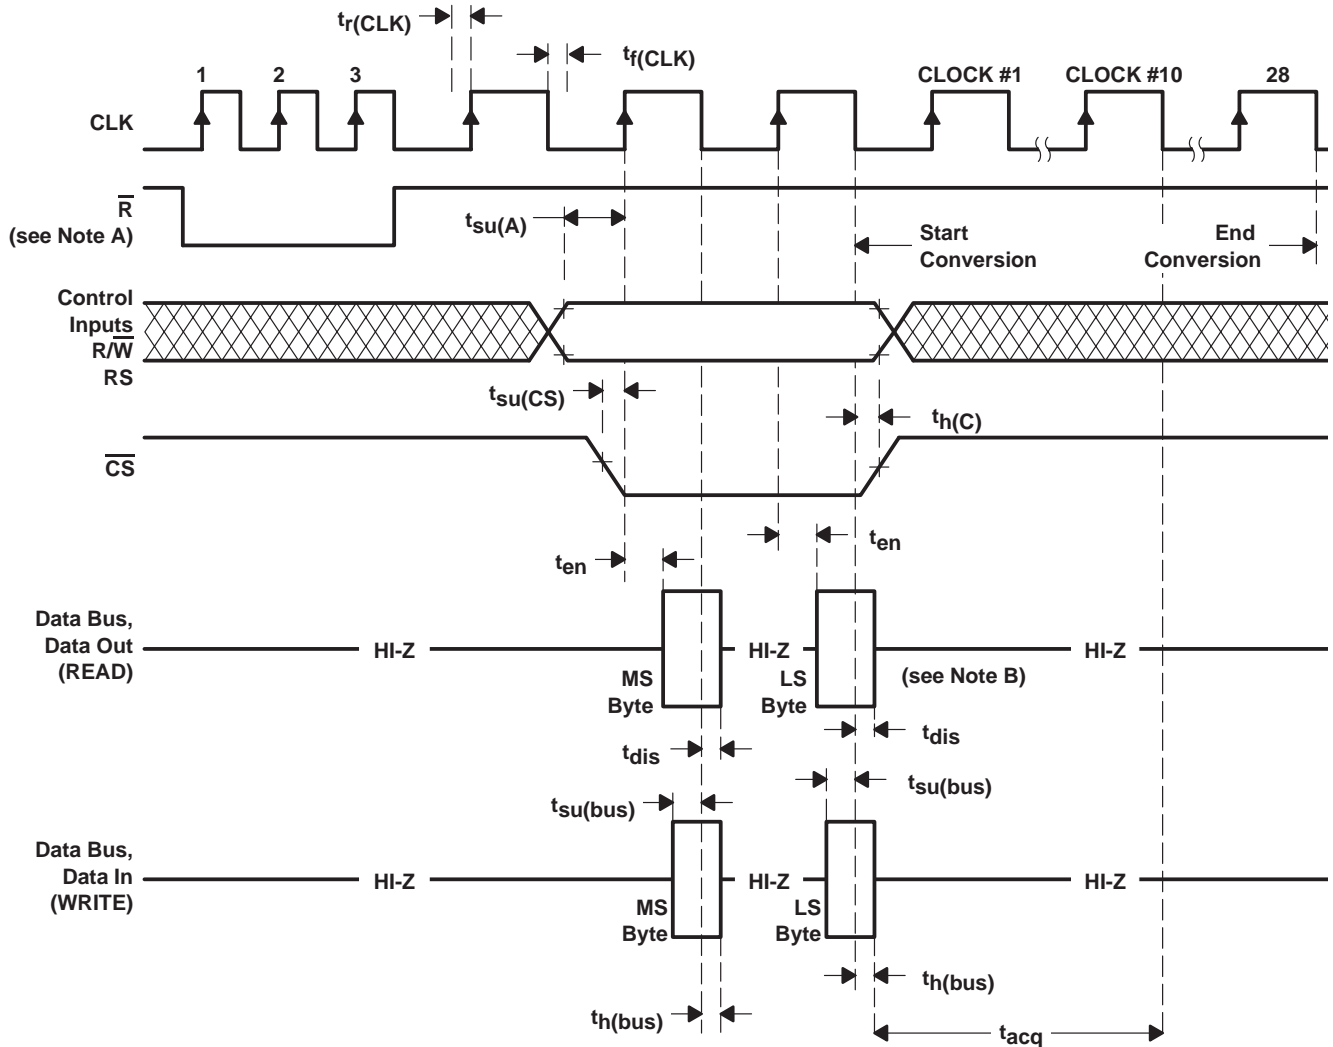 tr(CLK)
tf(CLK)
1
2
3
CLOCK #1
CLOCK #10
28
CLK
R̅
(see Note A)
tsu(A)
Start
Conversion
End
Conversion
Control
Inputs
R/W̅
RS
tsu(CS)
th(C)
C̅S̅
ten
ten
Data Bus,
Data Out
(READ)
HI-Z
MS
Byte
HI-Z
LS
Byte
(see Note B)
HI-Z
tdis
tdis
tsu(bus)
tsu(bus)
Data Bus,
Data In
(WRITE)
HI-Z
MS
Byte
HI-Z
LS
Byte
HI-Z
th(bus)
th(bus)
tacq